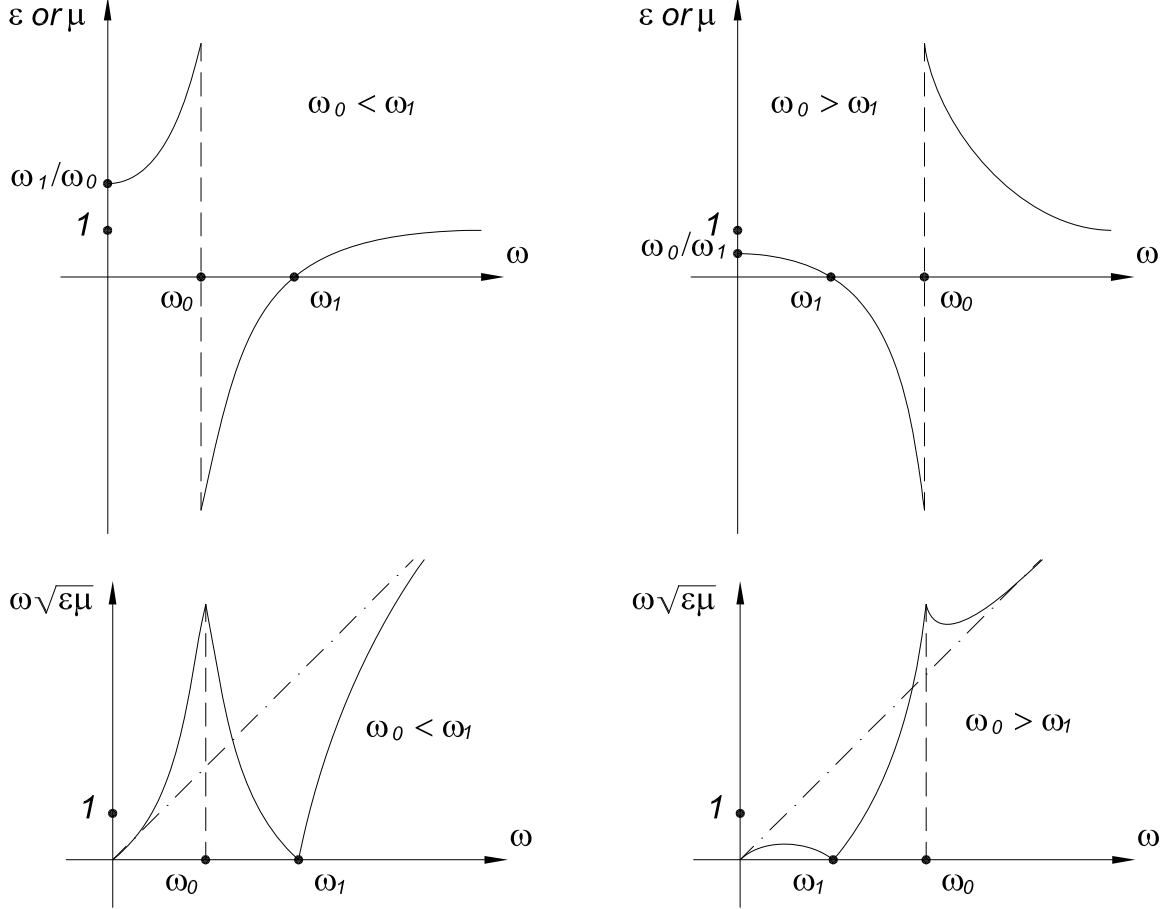 ε or μ
ω₀ < ω₁
ω₁/ω₀
1
ω
ω₀
ω₁
ε or μ
ω₀ > ω₁
1
ω₀/ω₁
ω
ω₁
ω₀
ω√εμ
ω₀ < ω₁
1
ω
ω₀
ω₁
ω√εμ
ω₀ > ω₁
1
ω
ω₁
ω₀